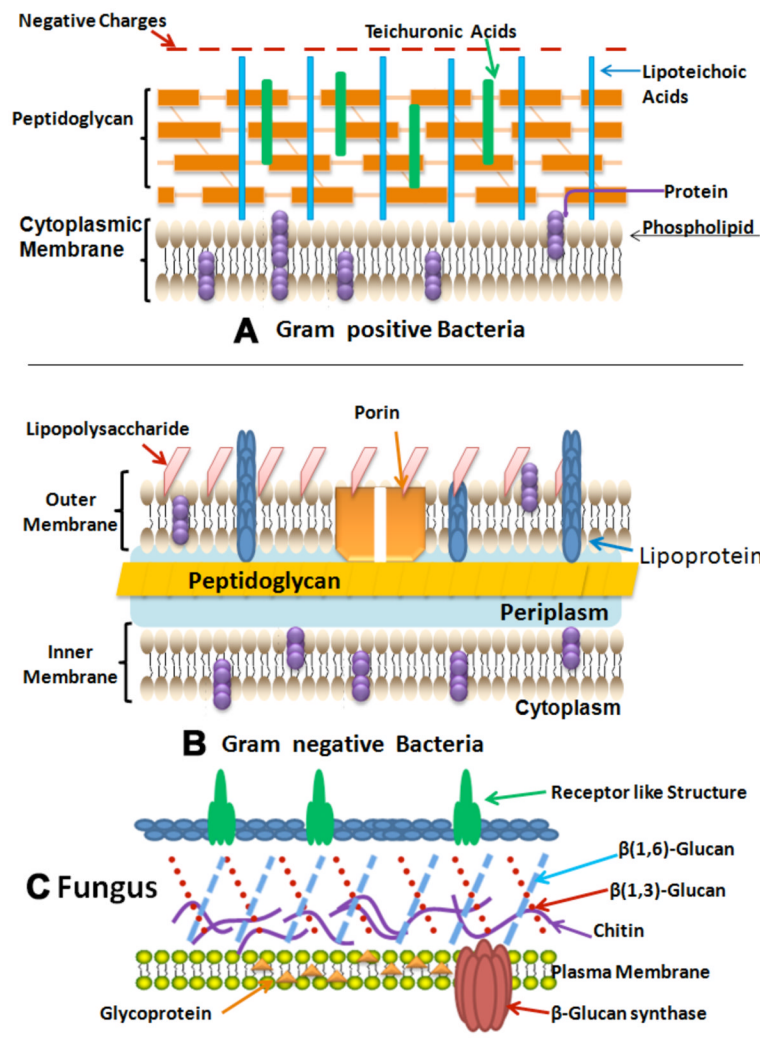 Negative Charges
Teichuronic Acids
Lipoteichoic
Acids
Peptidoglycan
Protein
Cytoplasmic
Membrane
Phospholipid
A Gram positive Bacteria
Porin
Lipopolysaccharide
Outer
Membrane
Lipoprotein
Peptidoglycan
Periplasm
Inner
Membrane
Cytoplasm
B Gram negative Bacteria
Receptor like Structure
β(1,6)-Glucan
C Fungus
β(1,3)-Glucan
Chitin
Plasma Membrane
Glycoprotein
β-Glucan synthase